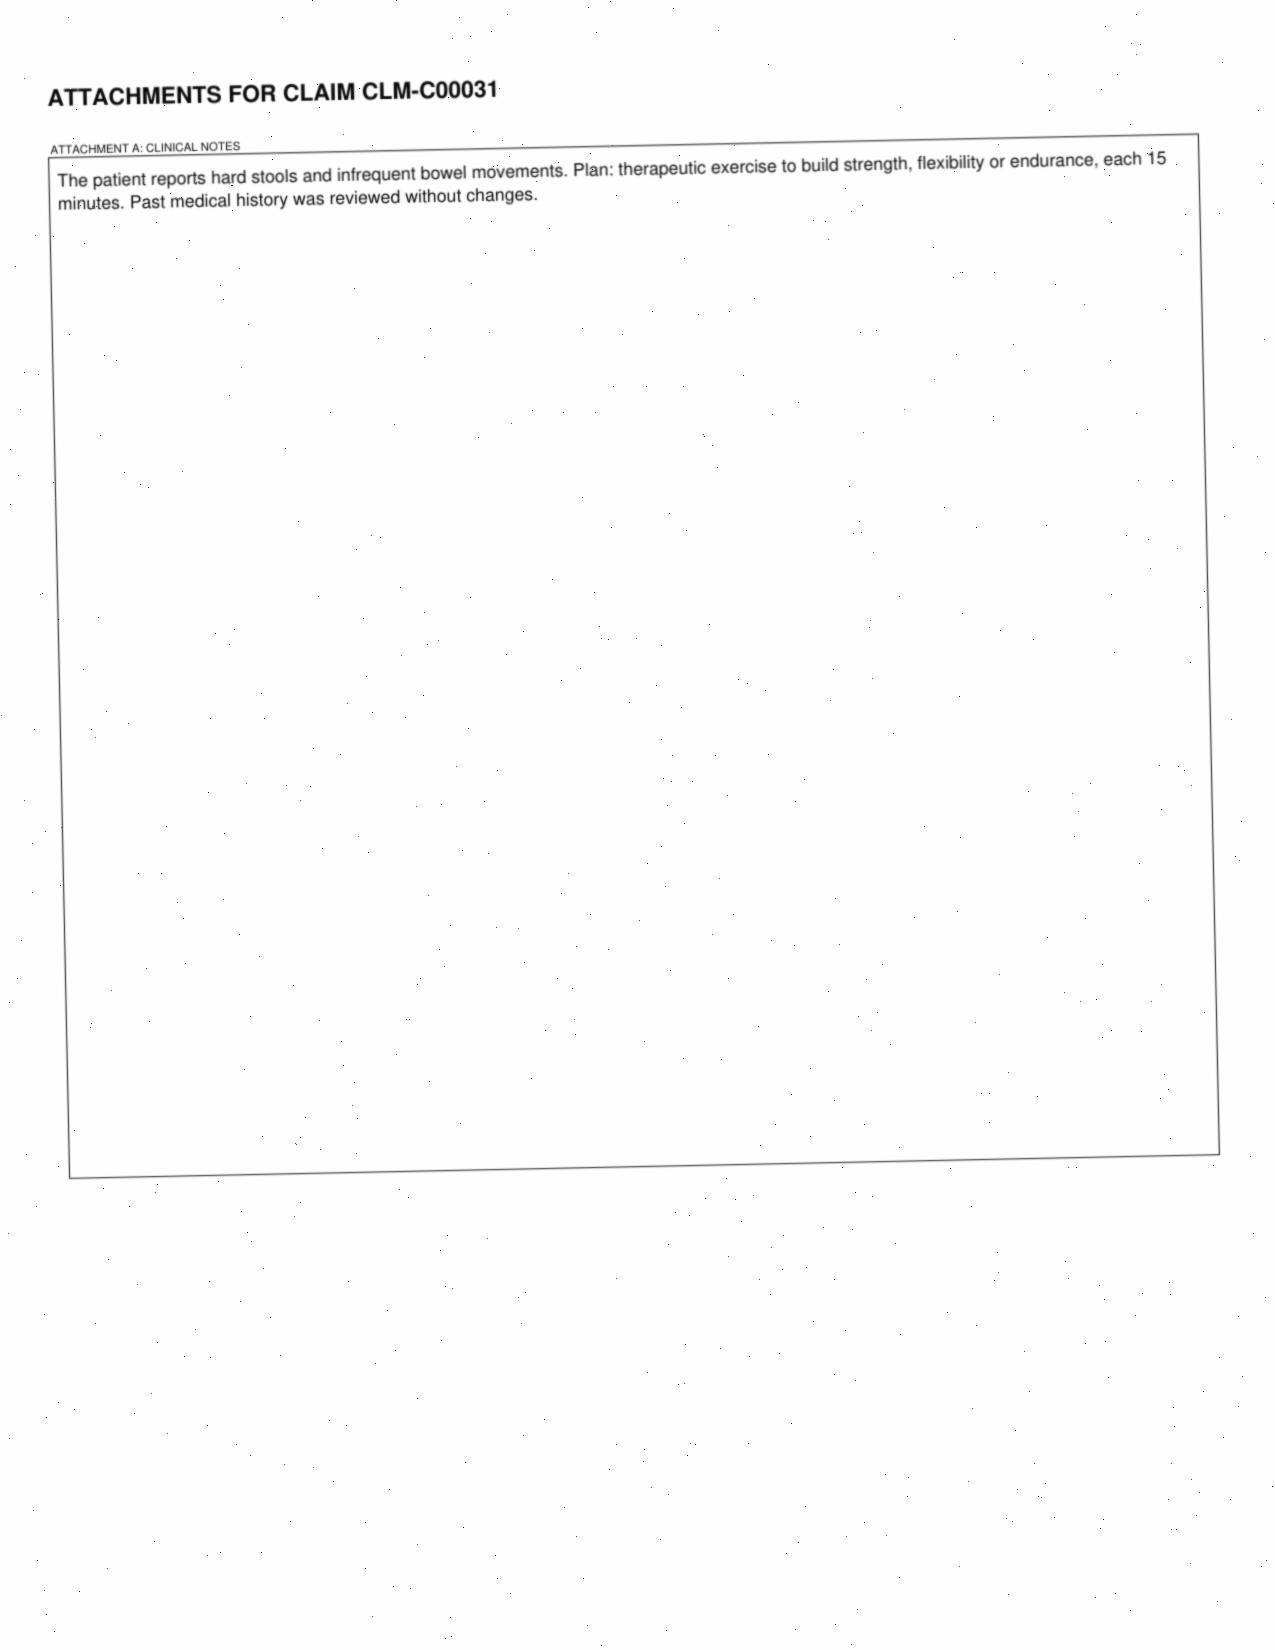 ATTACHMENTS FOR CLAIM CLM-C00031
ATTACHMENT A: CLINICAL NOTES
The patient reports hard stools and infrequent bowel movements. Plan: therapeutic exercise to build strength, flexibility or endurance, each 15
minutes. Past medical history was reviewed without changes.